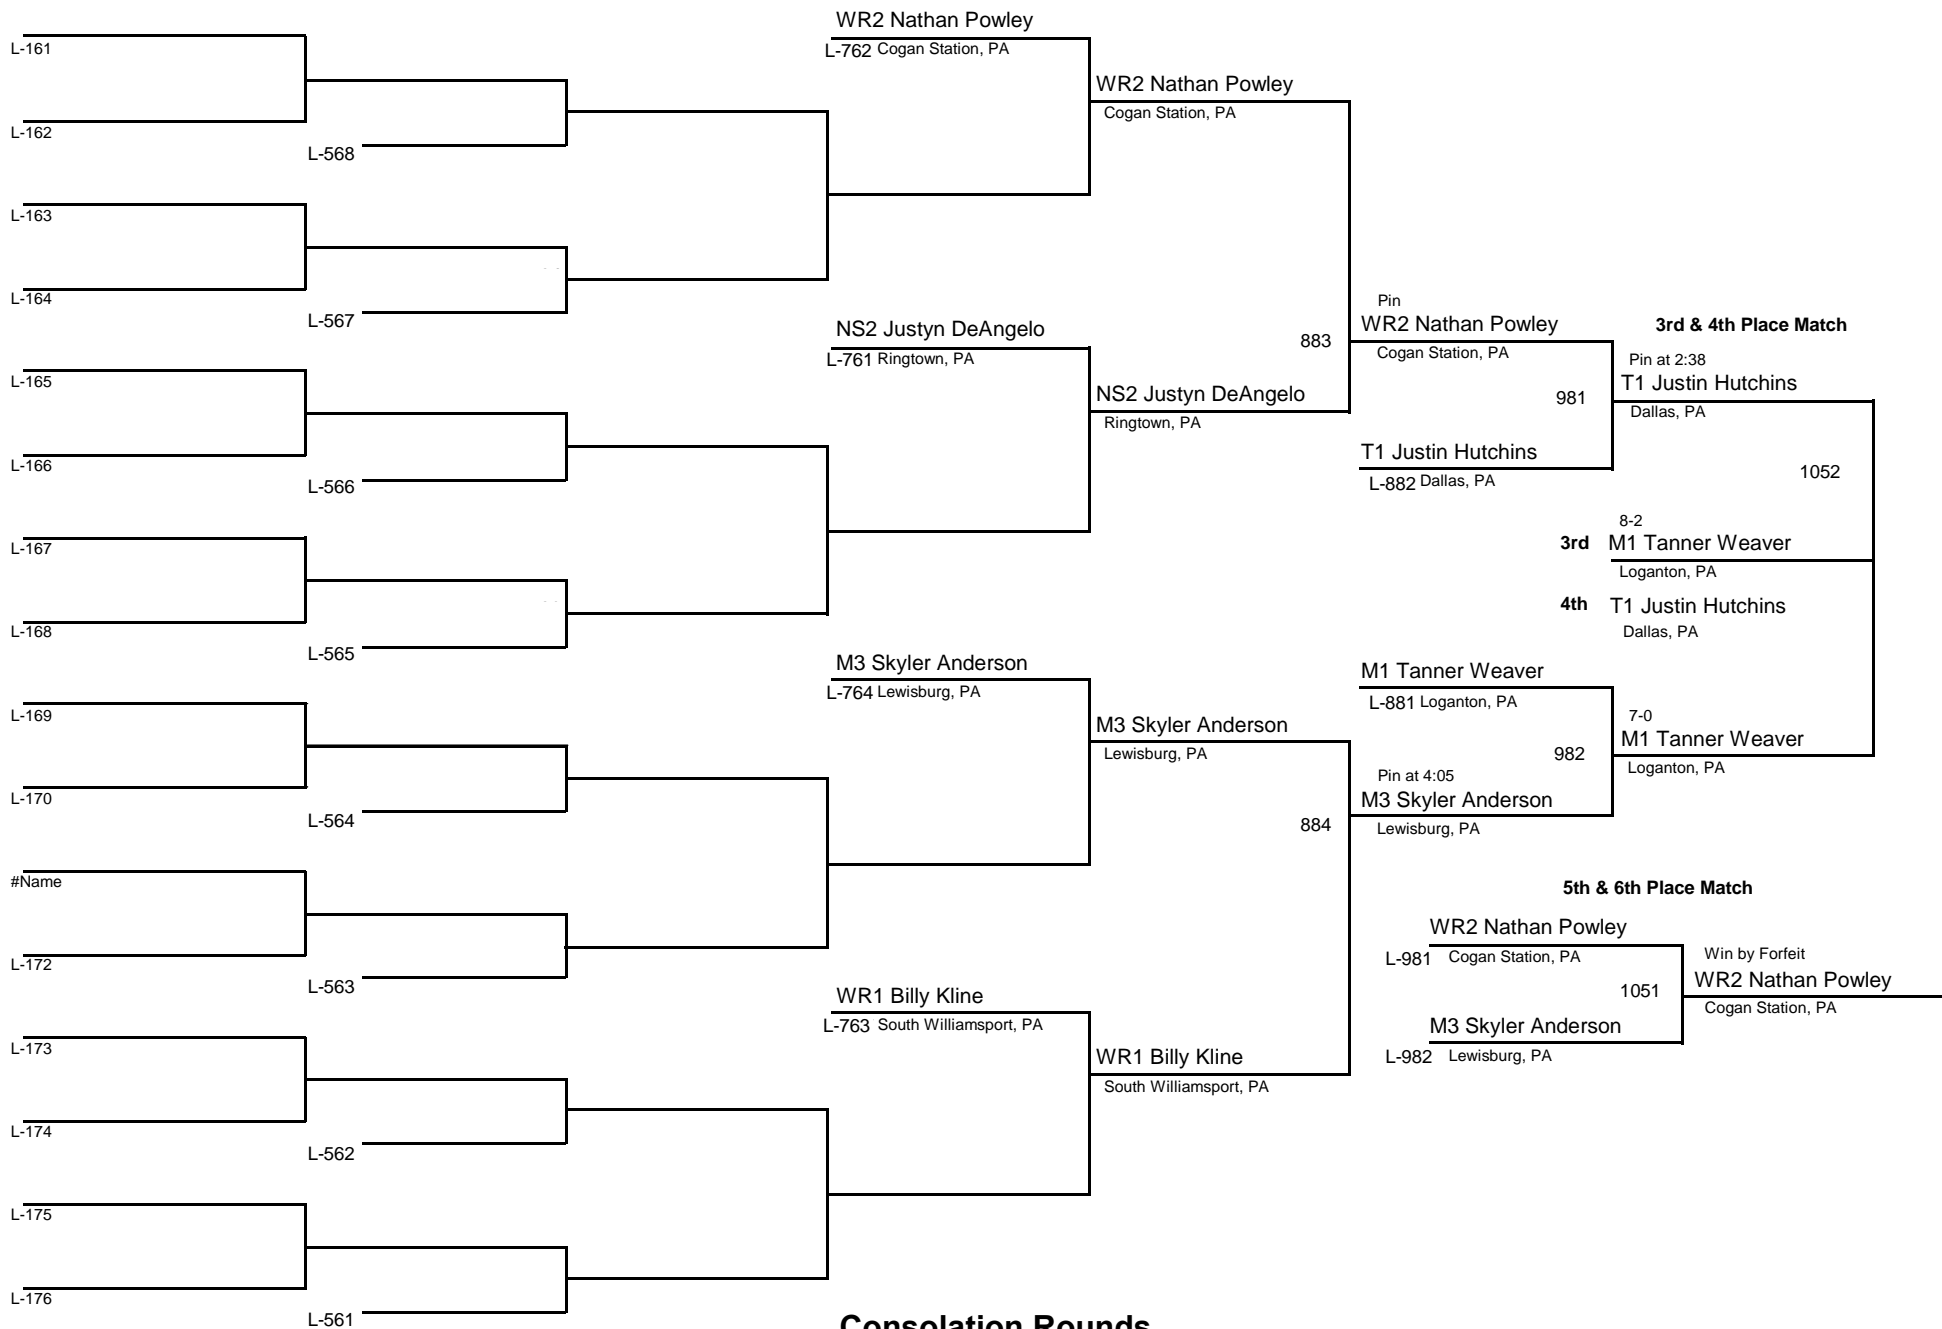 L-161
L-162
L-568
L-163
L-164
L-567
L-165
L-166
L-566
L-167
L-168
L-565
L-169
L-170
L-564
#Name
L-172
L-563
L-173
L-174
L-562
L-175
L-176
L-561
WR2 Nathan Powley
L-762 Cogan Station, PA
NS2 Justyn DeAngelo
L-761 Ringtown, PA
M3 Skyler Anderson
L-764 Lewisburg, PA
WR1 Billy Kline
L-763 South Williamsport, PA
WR2 Nathan Powley
Cogan Station, PA
883
NS2 Justyn DeAngelo
Ringtown, PA
M3 Skyler Anderson
Lewisburg, PA
884
WR1 Billy Kline
South Williamsport, PA
Pin
WR2 Nathan Powley
Cogan Station, PA
981
T1 Justin Hutchins
L-882 Dallas, PA
M1 Tanner Weaver
L-881 Loganton, PA
982
Pin at 4:05
M3 Skyler Anderson
Lewisburg, PA
3rd & 4th Place Match
Pin at 2:38
T1 Justin Hutchins
Dallas, PA
1052
8-2
3rd M1 Tanner Weaver
Loganton, PA
4th T1 Justin Hutchins
Dallas, PA
7-0
M1 Tanner Weaver
Loganton, PA
5th & 6th Place Match
WR2 Nathan Powley
L-981 Cogan Station, PA
1051
M3 Skyler Anderson
L-982 Lewisburg, PA
Win by Forfeit
WR2 Nathan Powley
Cogan Station, PA
Consolation Rounds